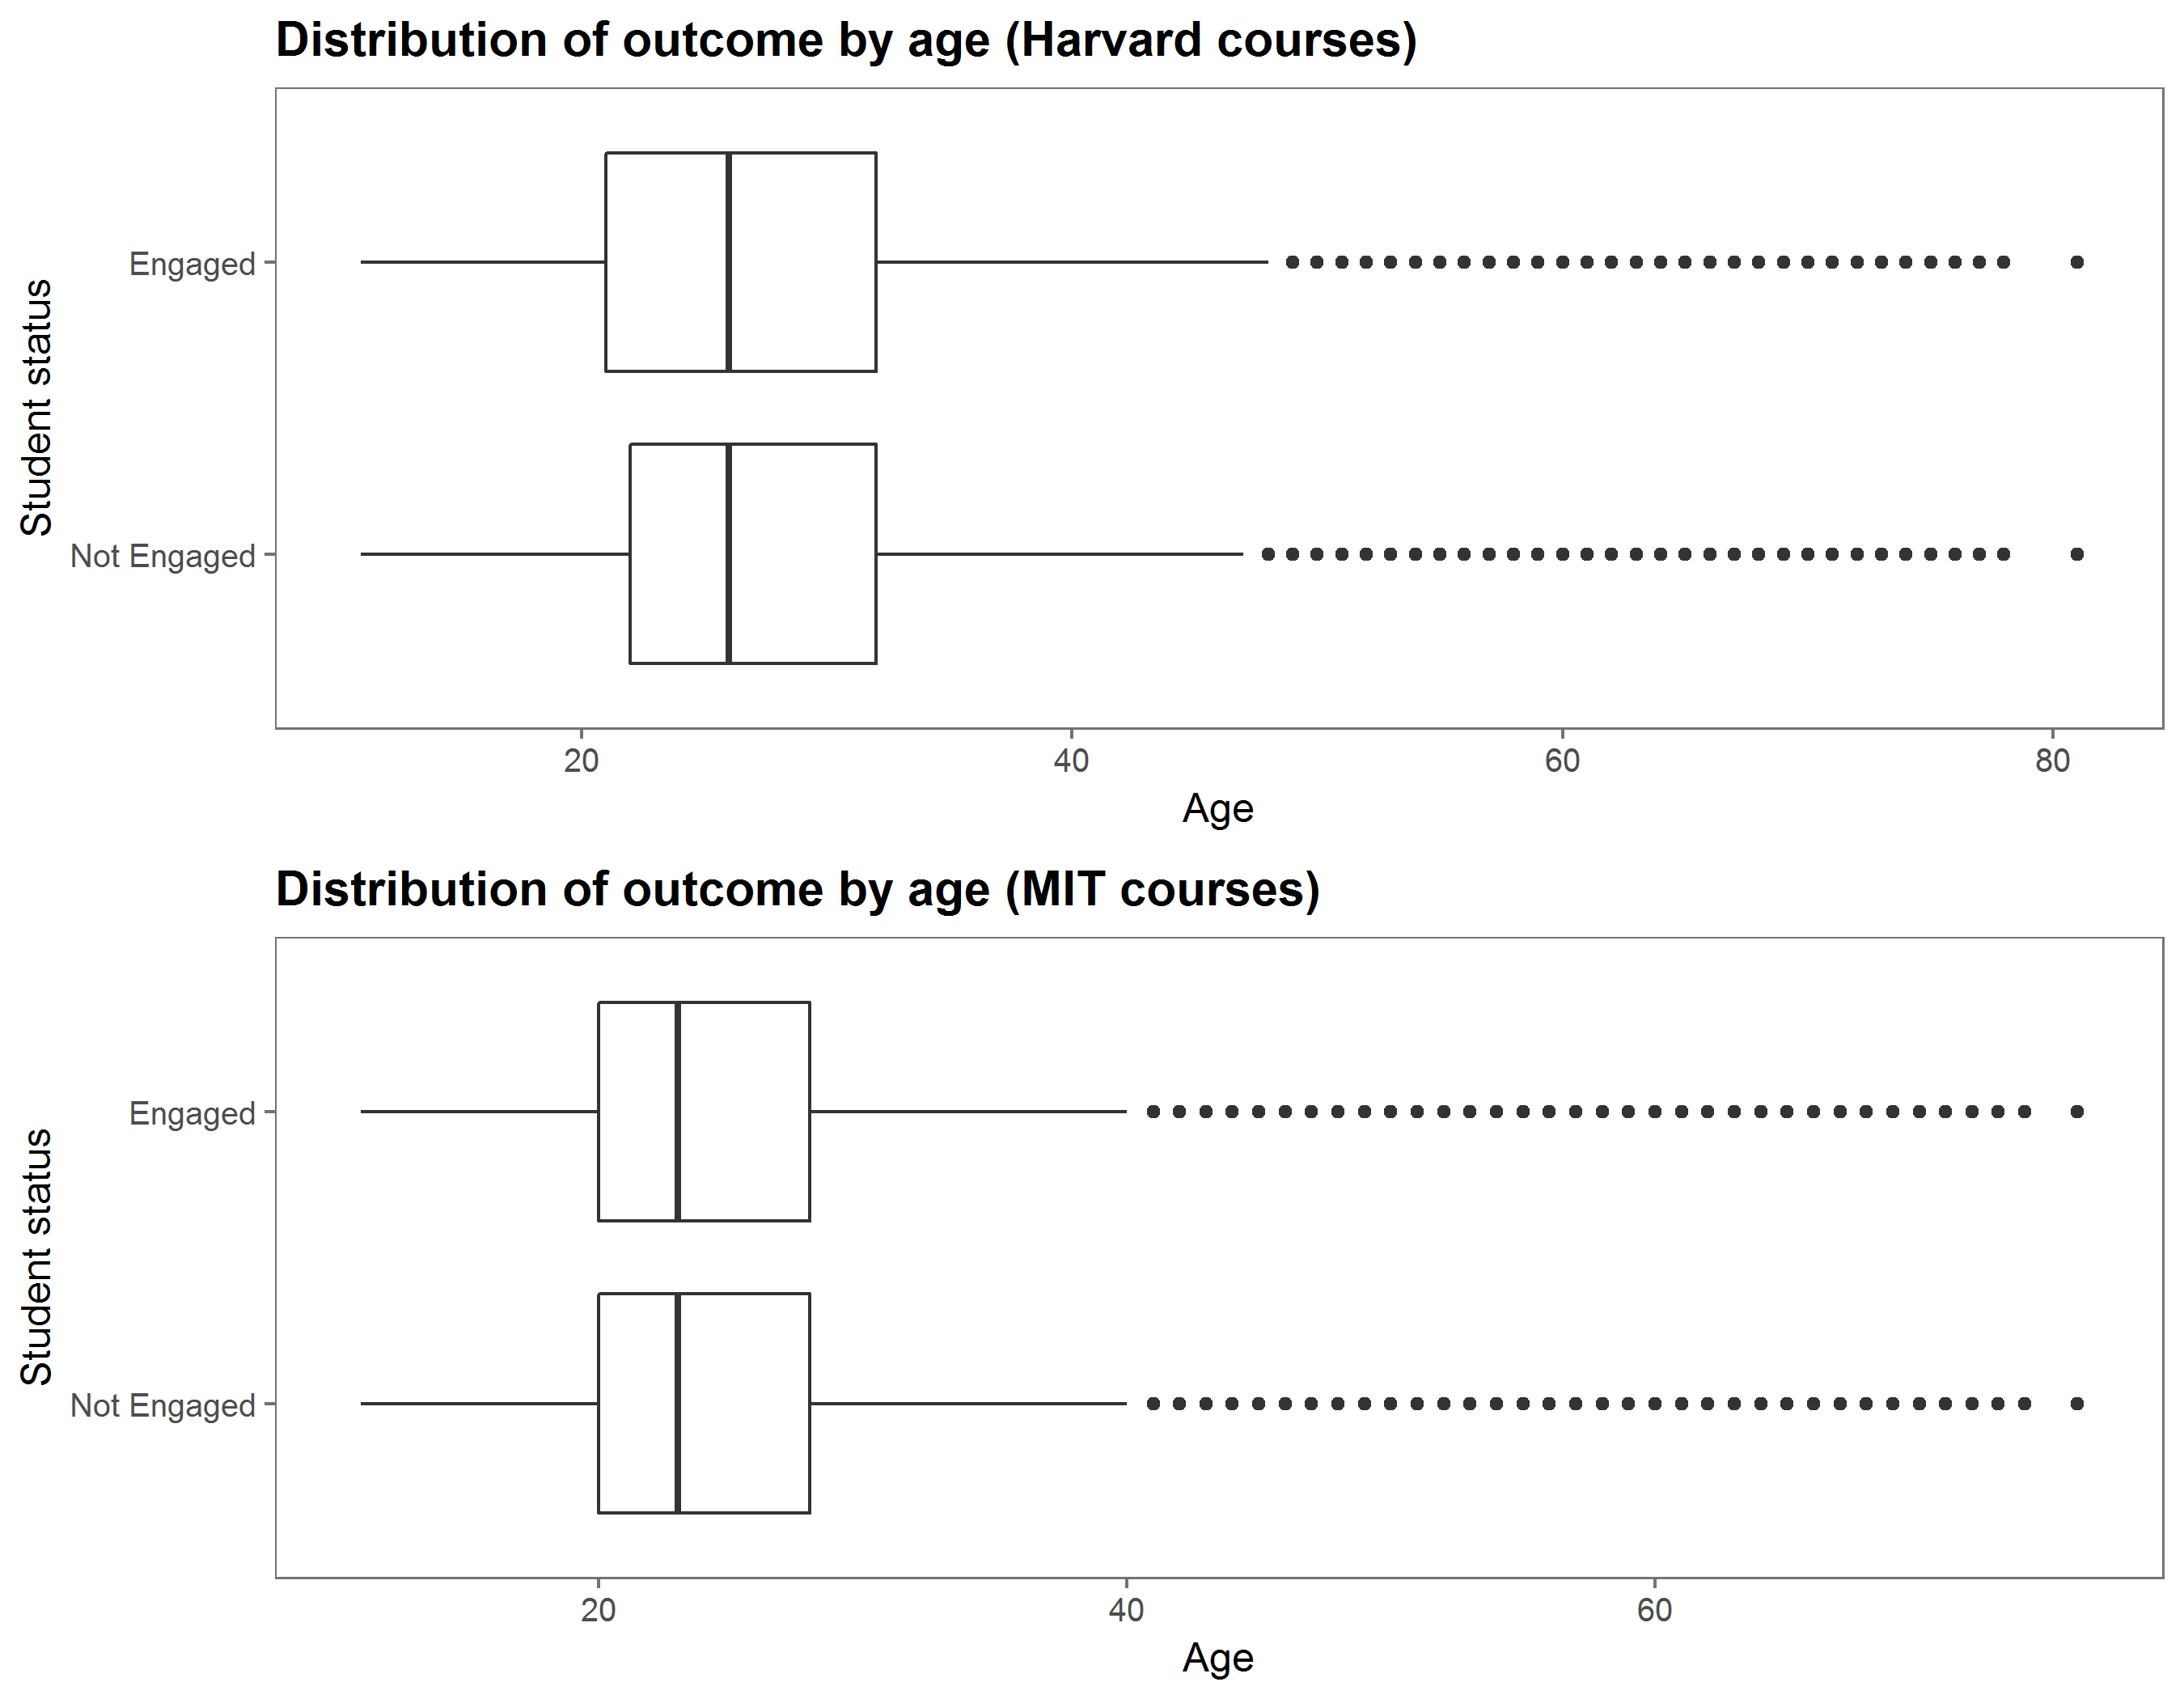 Distribution of outcome by age (Harvard courses)
Student status
Engaged
Not Engaged
20 40 60 80
Age
Distribution of outcome by age (MIT courses)
Student status
Engaged
Not Engaged
20 40 60
Age